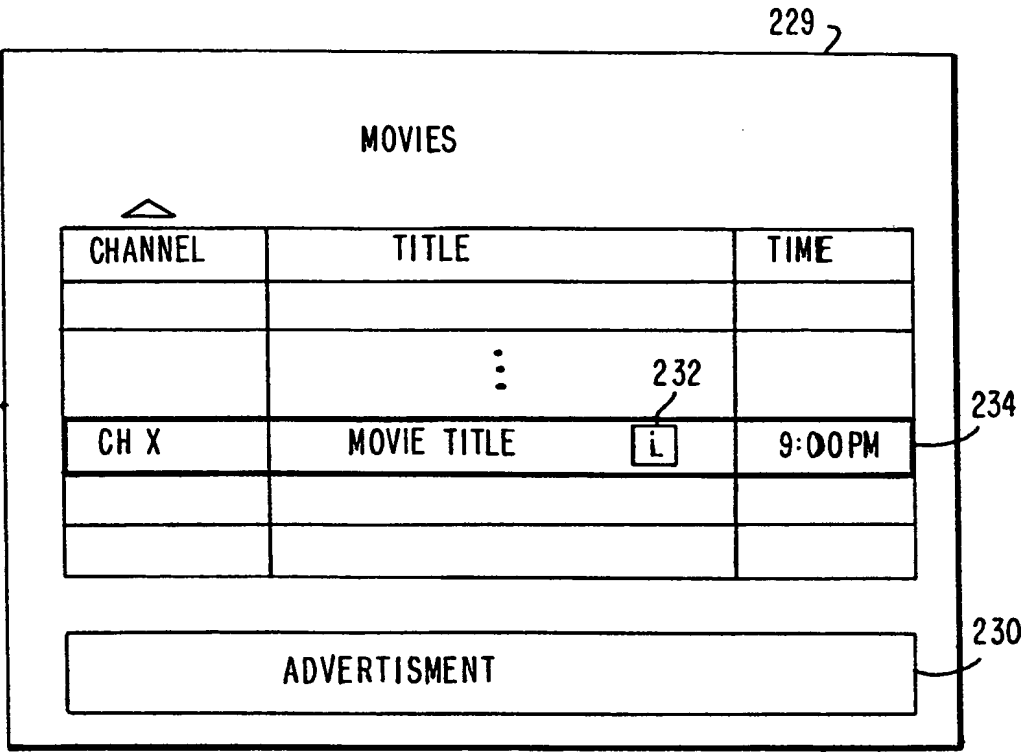 229
MOVIES
CHANNEL TITLE TIME
232
234
CH X MOVIE TITLE i 9:00PM
230
ADVERTISMENT